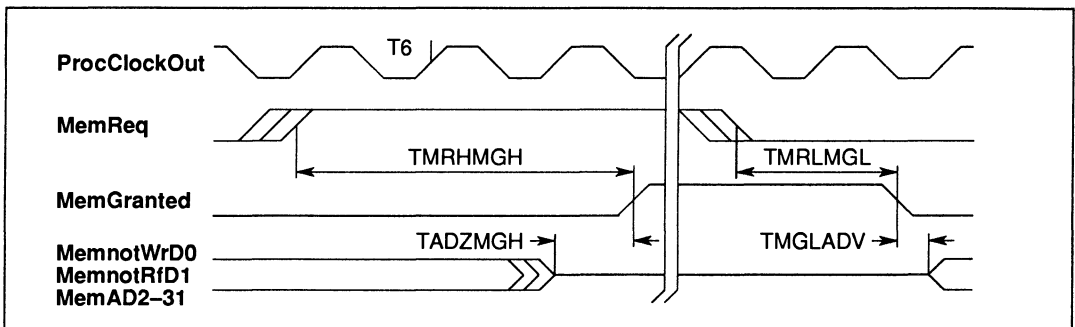 T6
ProcClockOut
MemReq
TMRHMGH
TMRLMGL
MemGranted
TADZMGH
TMGLADV
MemnotWrD0
MemnotRfD1
MemAD2–31